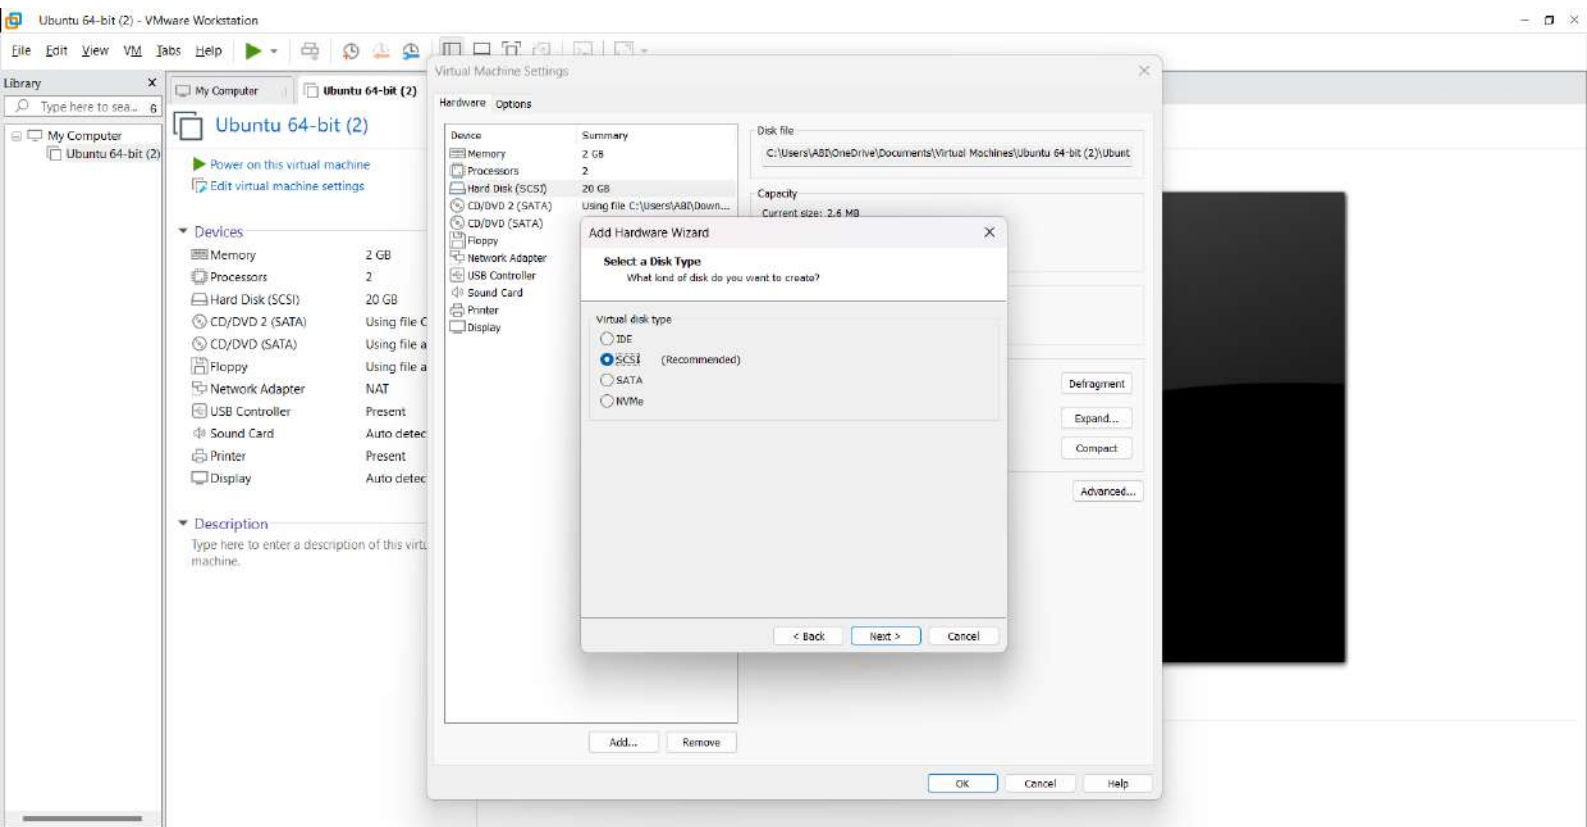 Ubuntu 64-bit (2) - VMware Workstation
File Edit View VM Tabs Help
Library X
Type here to sea... 6
My Computer
Ubuntu 64-bit (2)
My Computer Ubuntu 64-bit (2)
Ubuntu 64-bit (2)
Power on this virtual machine
Edit virtual machine settings
Devices
Memory 2 GB
Processors 2
Hard Disk (SCSI) 20 GB
CD/DVD 2 (SATA) Using file C
CD/DVD (SATA) Using file a
Floppy Using file a
Network Adapter NAT
USB Controller Present
Sound Card Auto detec
Printer Present
Display Auto detec
Description
Type here to enter a description of this virtu
machine.
Virtual Machine Settings
Hardware Options
Device Summary
Memory 2 GB
Processors 2
Hard Disk (SCSI) 20 GB
CD/DVD 2 (SATA) Using file C:\Users\ABI\Down...
CD/DVD (SATA)
Floppy
Network Adapter
USB Controller
Sound Card
Printer
Display
Disk file
C:\Users\ABI\OneDrive\Documents\Virtual Machines\Ubuntu 64-bit (2)\Ubunt
Capacity
Current size: 2.6 MB
Add Hardware Wizard
Select a Disk Type
What kind of disk do you want to create?
Virtual disk type
IDE
SCSI (Recommended)
SATA
NVMe
< Back Next > Cancel
Defragment
Expand...
Compact
Advanced...
Add... Remove
OK Cancel Help